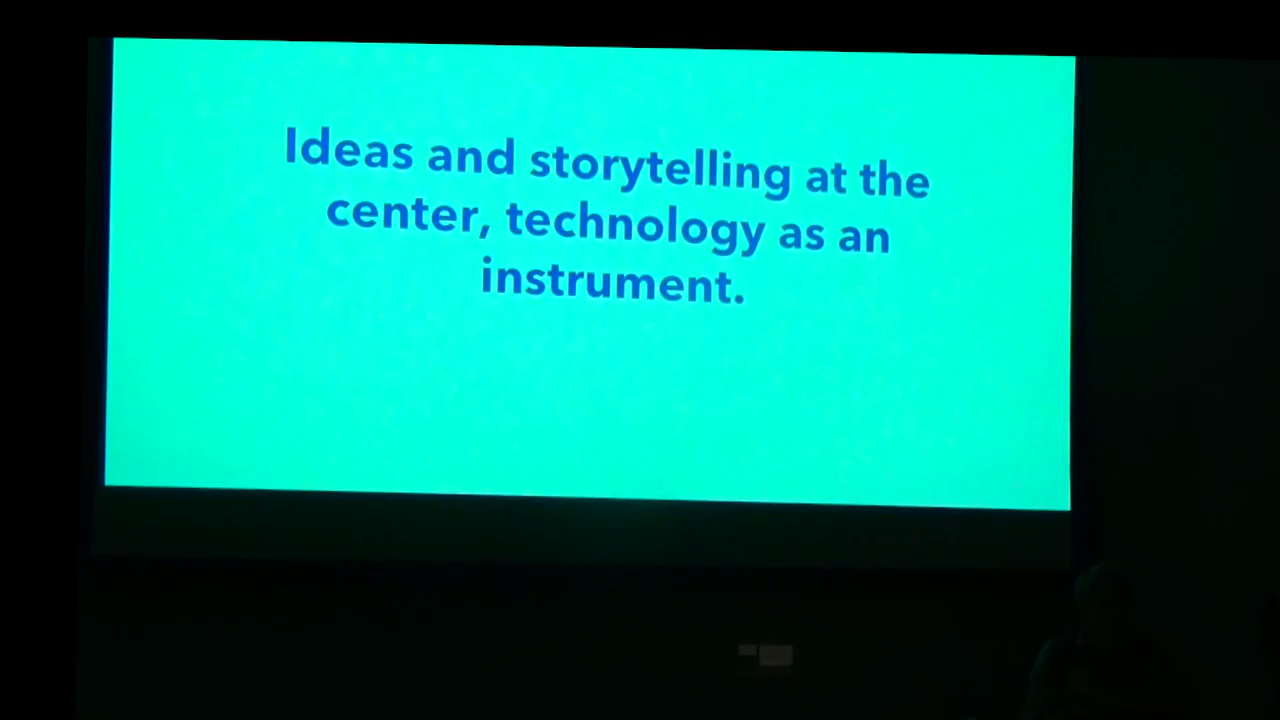 Ideas and storytelling at the
center, technology as an
instrument.